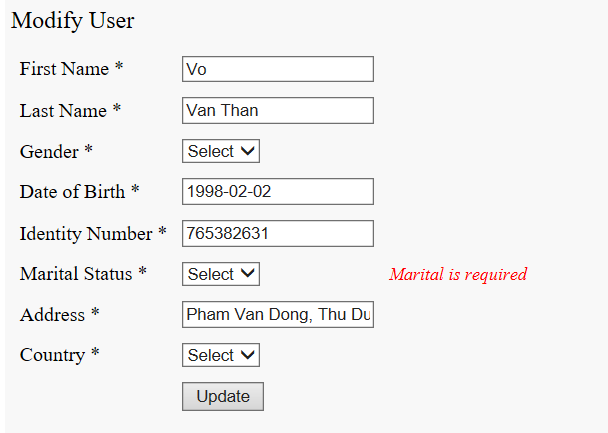 Modify User
First Name * Vo
Last Name * Van Than
Gender * Select
Date of Birth * 1998-02-02
Identity Number * 765382631
Marital Status * Select Marital is required
Address * Pham Van Dong, Thu Du
Country * Select
Update